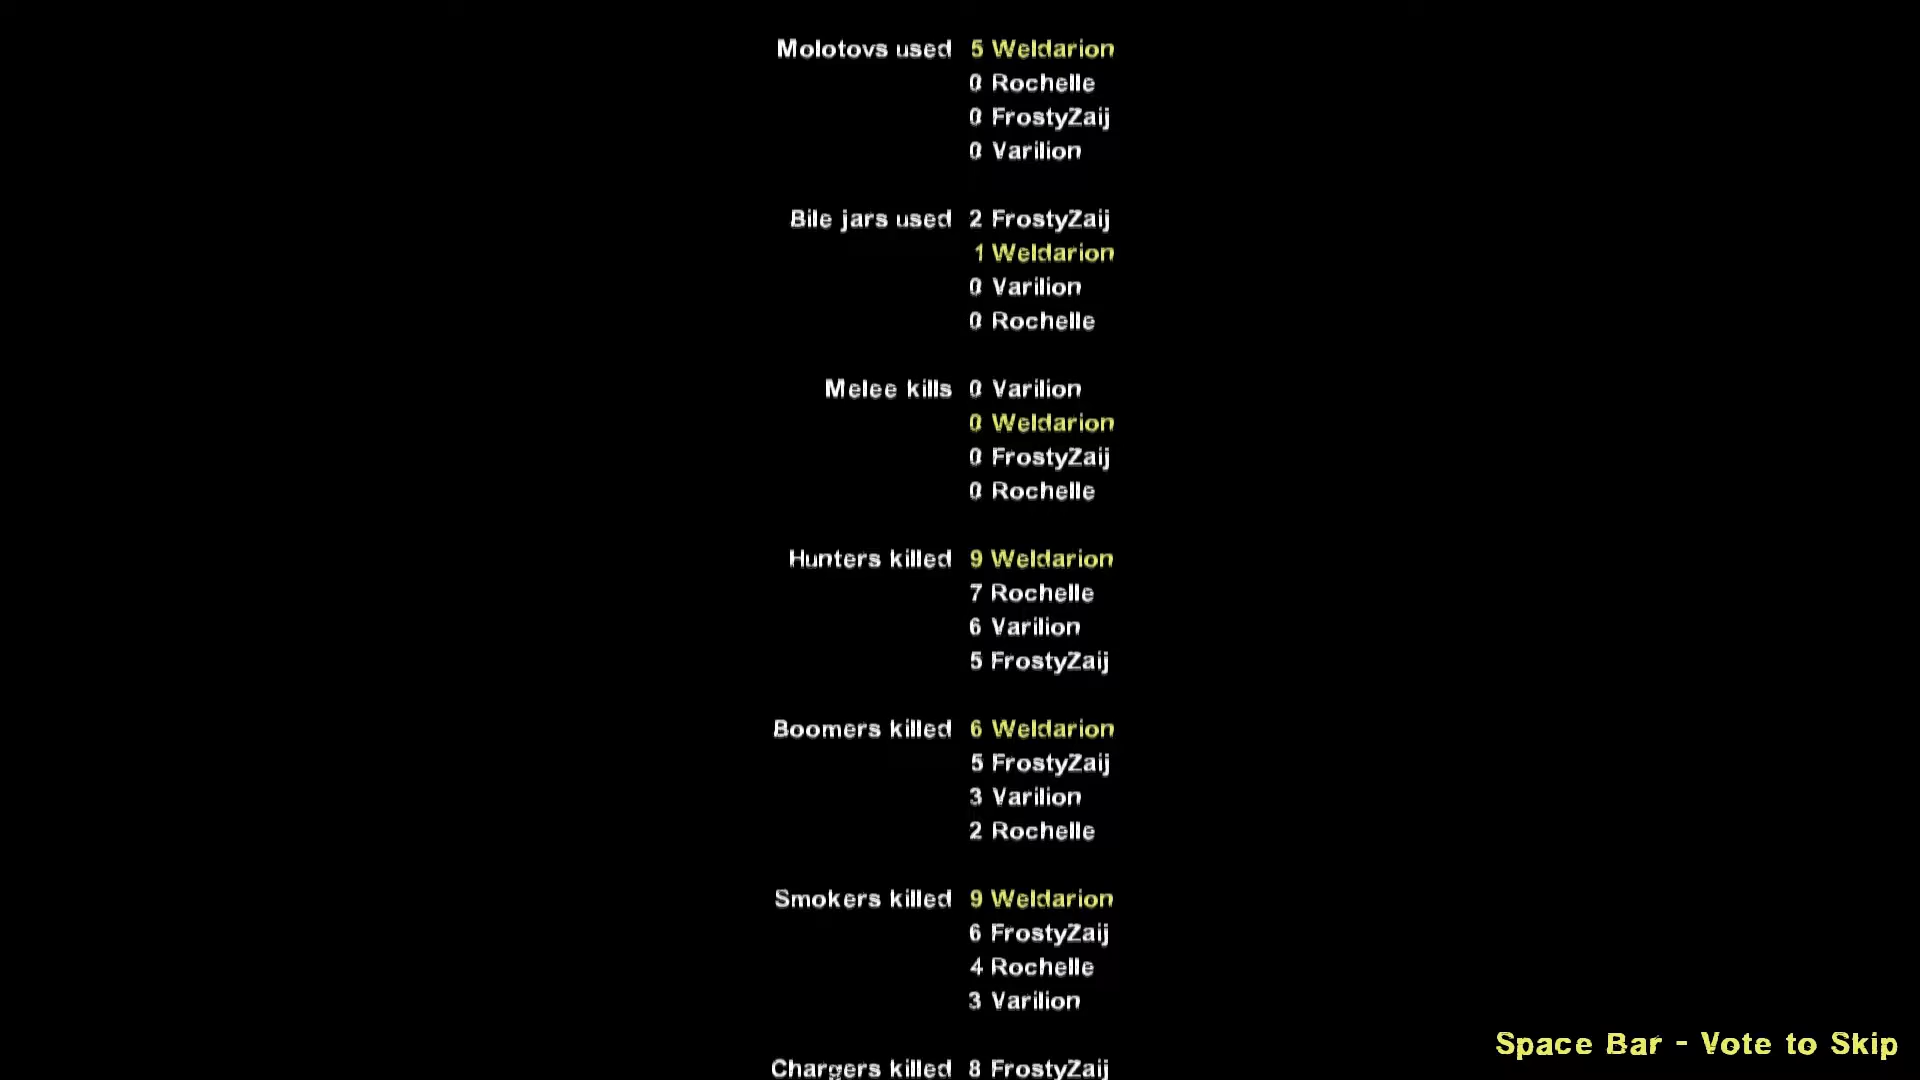 Molotovs used 5 Weldarion
0 Rochelle
0 FrostyZaij
0 Varilion
Bile jars used 2 FrostyZaij
1 Weldarion
0 Varilion
0 Rochelle
Melee kills 0 Varilion
0 Weldarion
0 FrostyZaij
0 Rochelle
Hunters killed 9 Weldarion
7 Rochelle
6 Varilion
5 FrostyZaij
Boomers killed 6 Weldarion
5 FrostyZaij
3 Varilion
2 Rochelle
Smokers killed 9 Weldarion
6 FrostyZaij
4 Rochelle
3 Varilion
Chargers killed 8 FrostyZaij
Space Bar - Vote to Skip